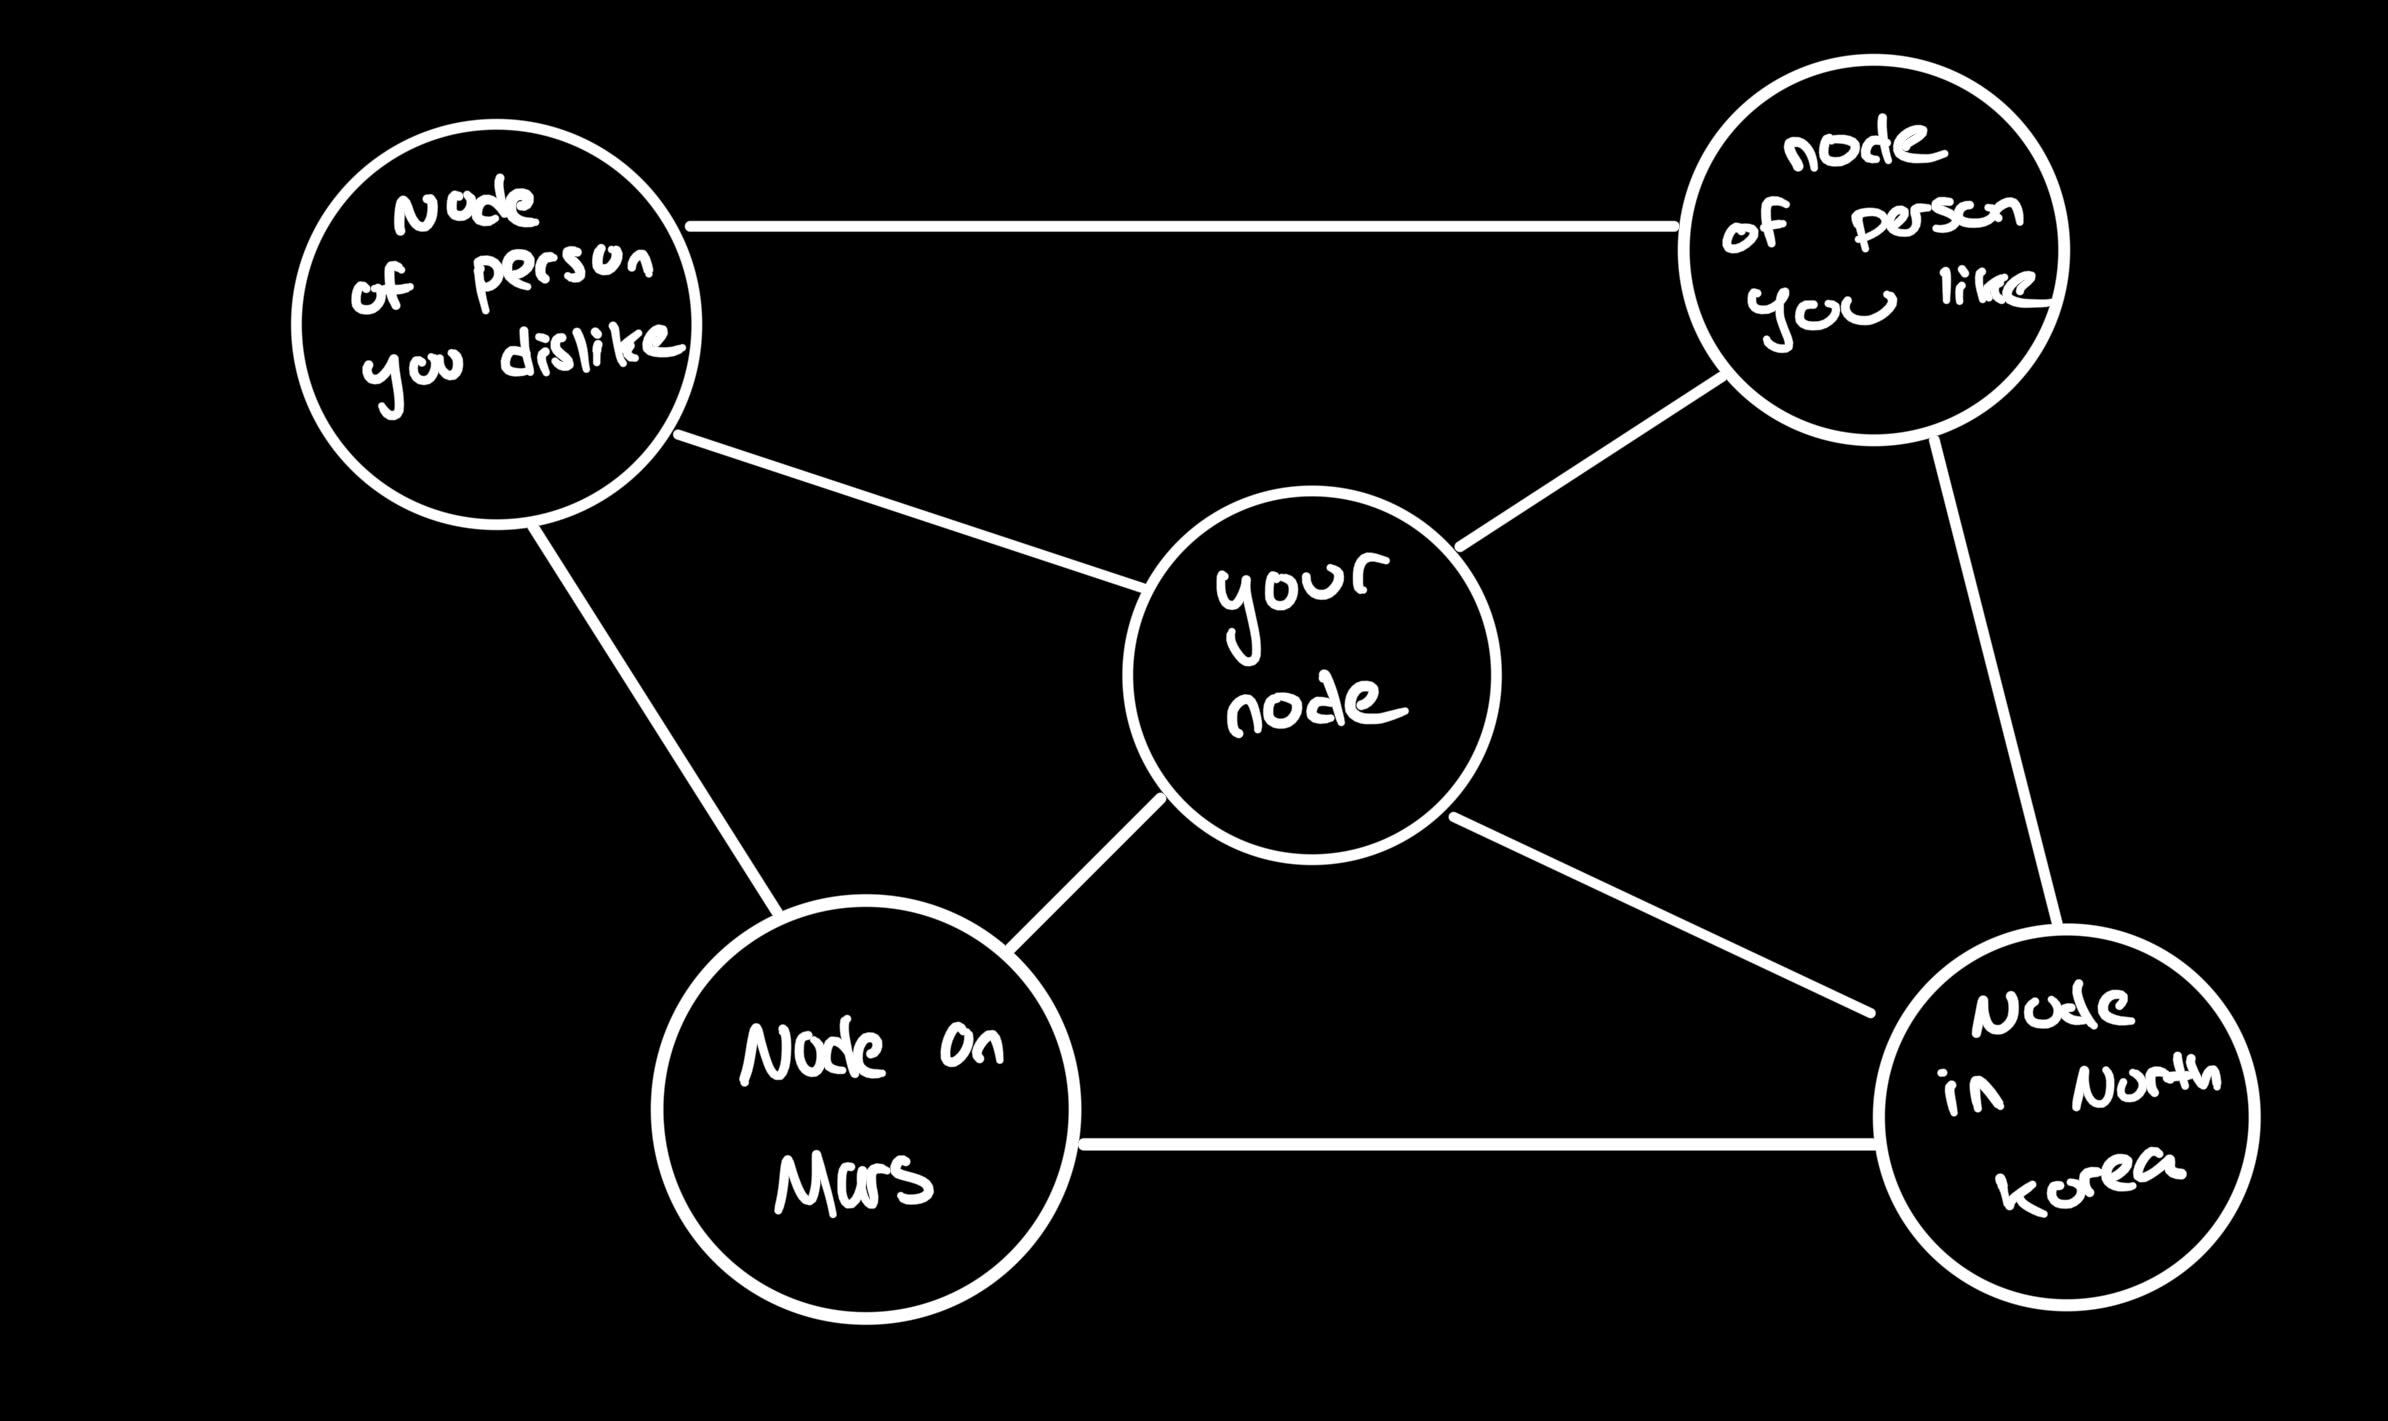 Node
of person
you dislike
node
of person
you like
your
node
Node on
Mars
Node
in North
Korea